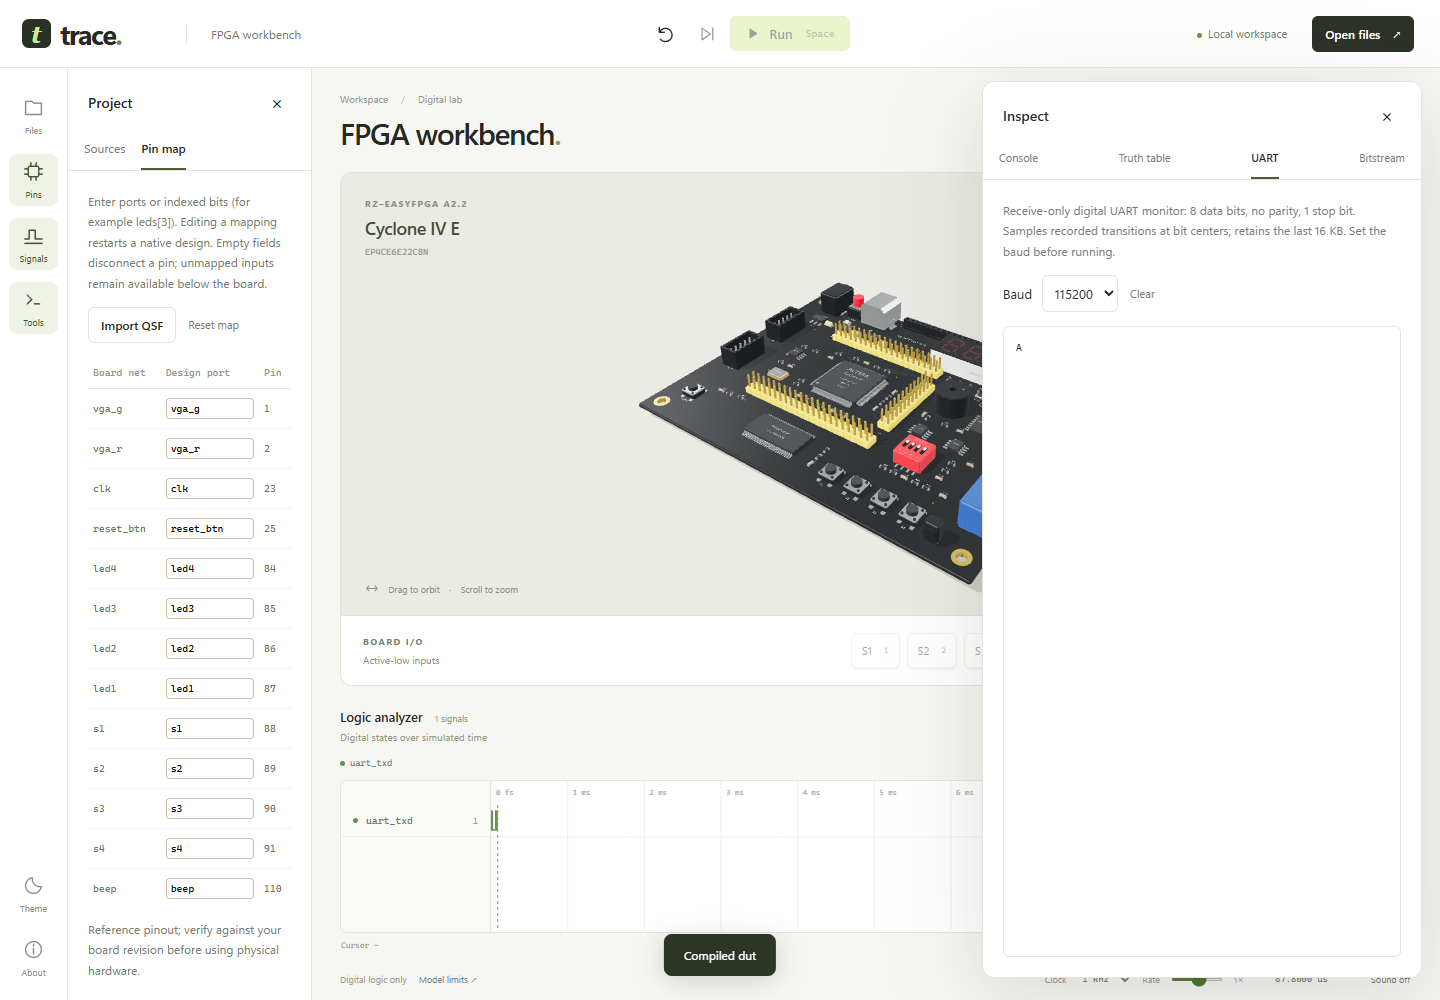 t trace.
FPGA workbench
Run Space
Local workspace
Open files ↗
Files
Pins
Signals
Tools
Theme
About
Project
Sources Pin map
Enter ports or indexed bits (for
example leds[3]). Editing a mapping
restarts a native design. Empty fields
disconnect a pin; unmapped inputs
remain available below the board.
Import QSF Reset map
Board net Design port Pin
vga_g vga_g 1
vga_r vga_r 2
clk clk 23
reset_btn reset_btn 25
led4 led4 84
led3 led3 85
led2 led2 86
led1 led1 87
s1 s1 88
s2 s2 89
s3 s3 90
s4 s4 91
beep beep 110
Reference pinout; verify against your
board revision before using physical
hardware.
Workspace / Digital lab
FPGA workbench.
RZ-EASYFPGA A2.2
Cyclone IV E
EP4CE6E22C8N
ALTERA
Drag to orbit · Scroll to zoom
BOARD I/O
Active-low inputs
S1 1 S2 2 S
Logic analyzer 1 signals
Digital states over simulated time
uart_txd
0 fs 1 ms 2 ms 3 ms 4 ms 5 ms 6 ms
uart_txd 1
Cursor —
Digital logic only Model limits ↗
Compiled dut
Inspect
Console Truth table UART Bitstream
Receive-only digital UART monitor: 8 data bits, no parity, 1 stop bit.
Samples recorded transitions at bit centers; retains the last 16 KB. Set the
baud before running.
Baud 115200 Clear
A
Clock Rate 1× 87.8000 us Sound off